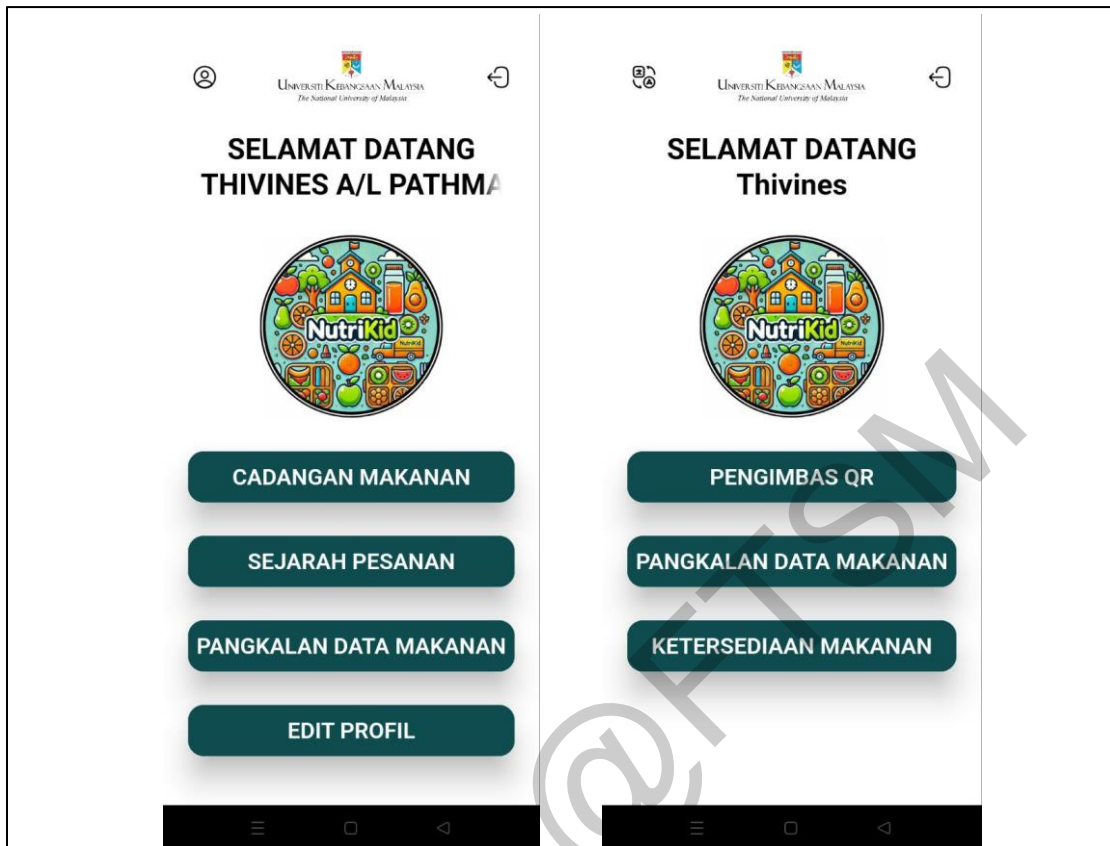 UNIVERSITI KEBANGSAAN MALAYSIA
The National University of Malaysia
SELAMAT DATANG
THIVINES A/L PATHMA
NutriKid
NutriKid
CADANGAN MAKANAN
SEJARAH PESANAN
PANGKALAN DATA MAKANAN
EDIT PROFIL
UNIVERSITI KEBANGSAAN MALAYSIA
The National University of Malaysia
SELAMAT DATANG
Thivines
NutriKid
NutriKid
PENGIMBAS QR
PANGKALAN DATA MAKANAN
KETERSEDIAAN MAKANAN
@FTSM